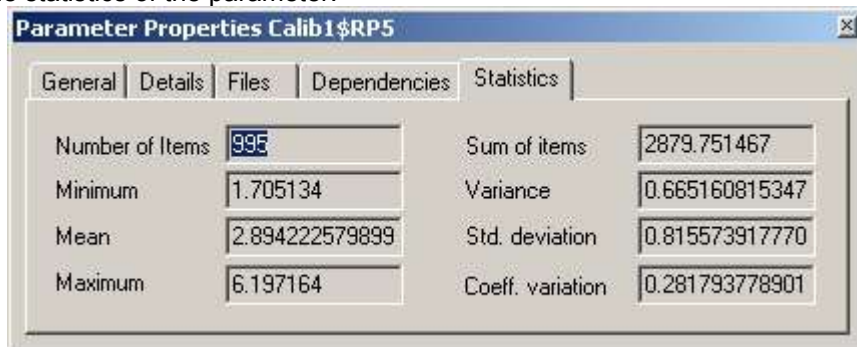 Parameter Properties Calib1$RP5
General Details Files Dependencies Statistics
Number of Items 995 Sum of items 2879.751467
Minimum 1.705134 Variance 0.665160815347
Mean 2.894222579899 Std. deviation 0.815573917770
Maximum 6.197164 Coeff. variation 0.281793778901